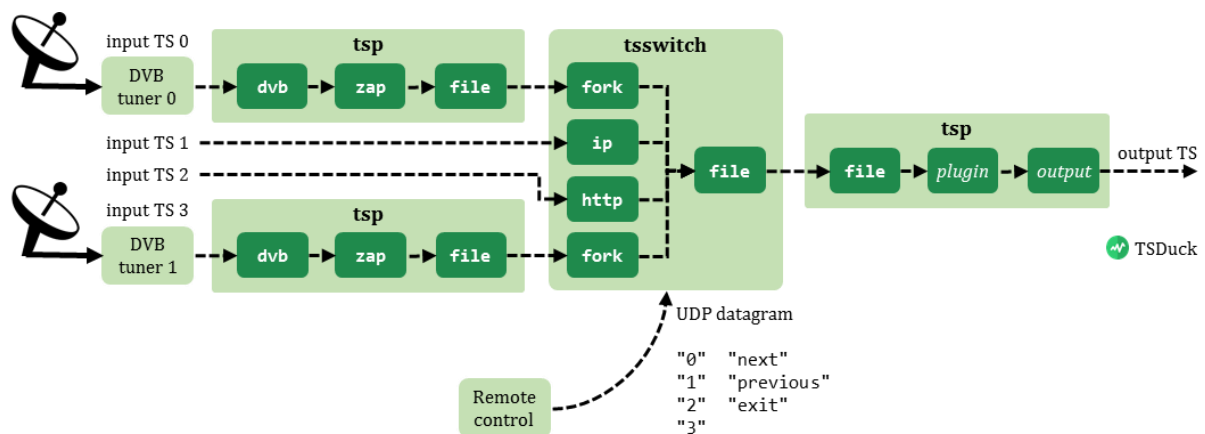 input TS 0
DVB
tuner 0
tsp
dvb
zap
file
input TS 1
input TS 2
input TS 3
DVB
tuner 1
tsp
dvb
zap
file
tsswitch
fork
ip
http
fork
file
tsp
file
plugin
output
output TS
TSDuck
UDP datagram
"0" "next"
"1" "previous"
"2" "exit"
"3"
Remote
control